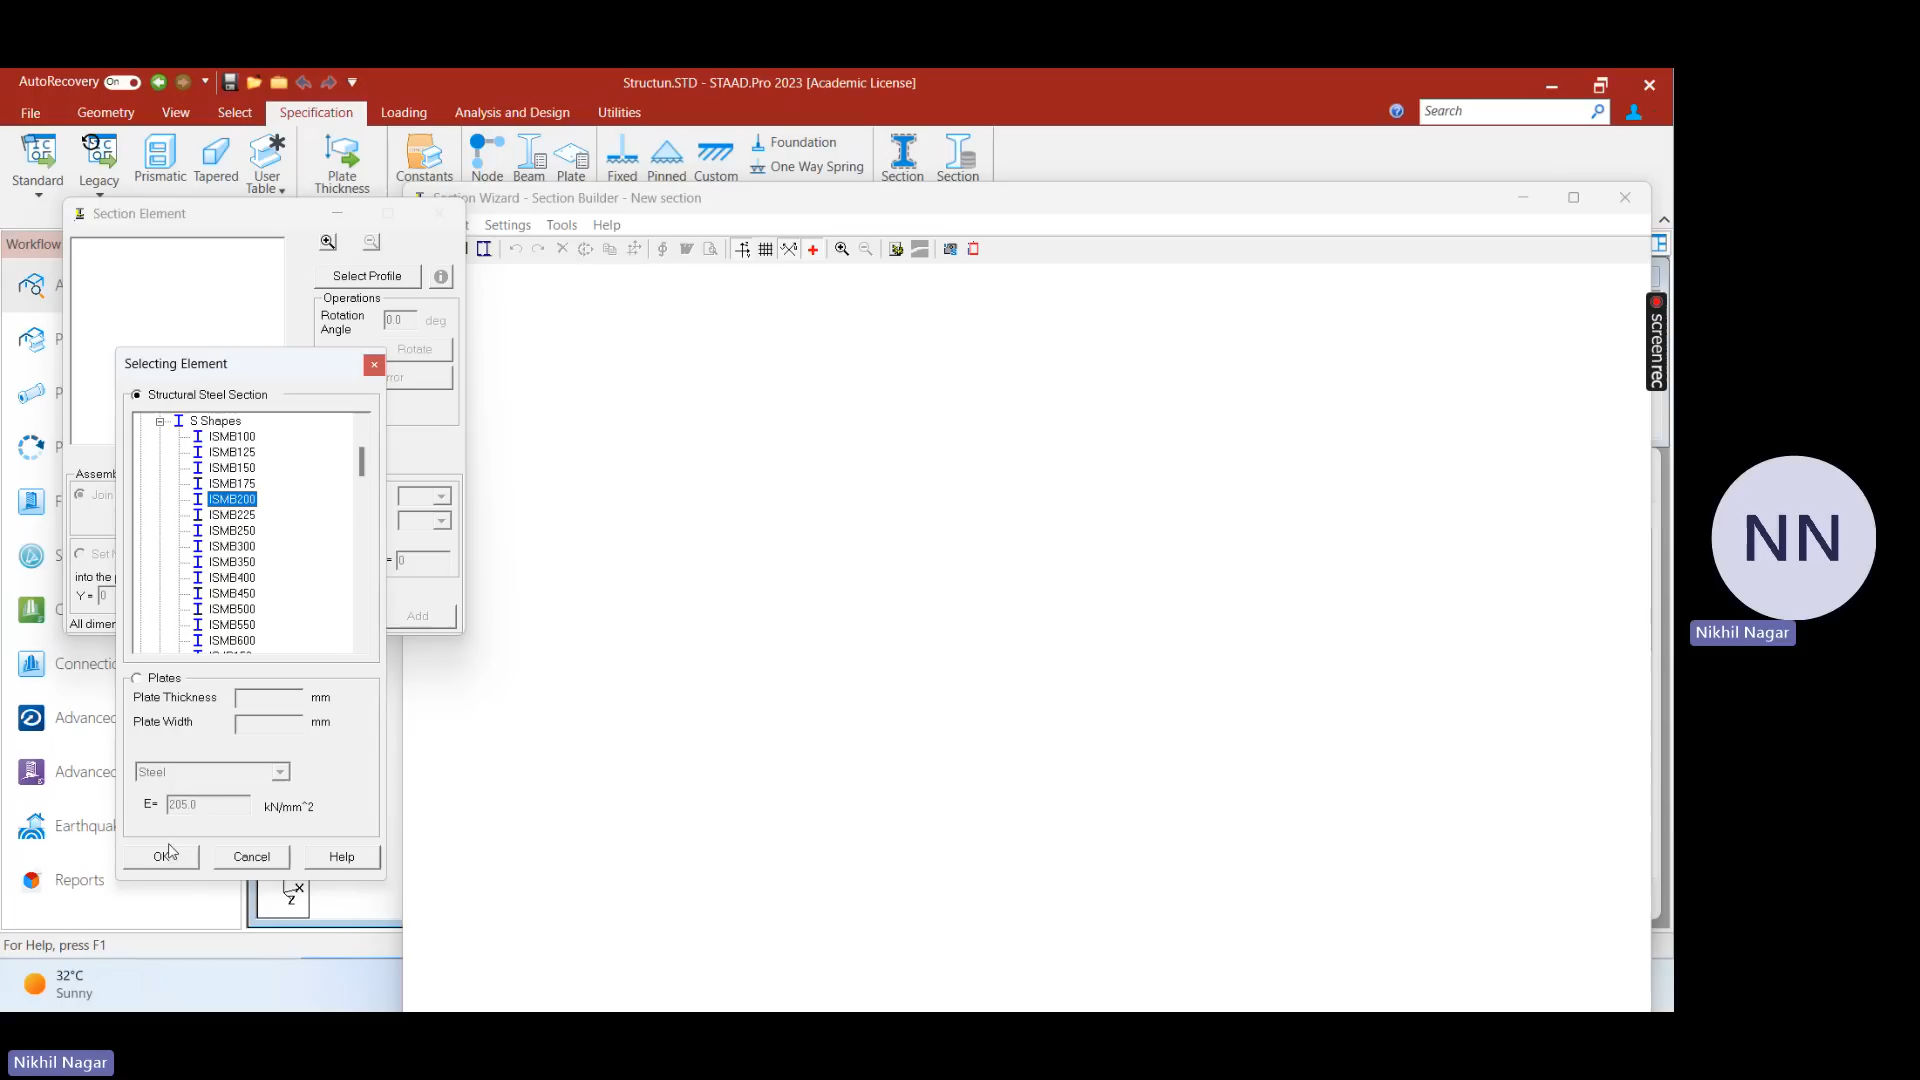 AutoRecovery On
Structun.STD - STAAD.Pro 2023 [Academic License]
File Geometry View Select Specification Loading Analysis and Design Utilities
Search
Standard Legacy Prismatic Tapered User Table Plate Thickness Constants Node Beam Plate Fixed Pinned Custom Foundation One Way Spring Section Section
Section Wizard - Section Builder - New section
Settings Tools Help
Workflow
Section Element
Select Profile
Operations
Rotation Angle 0.0 deg
Rotate
Selecting Element
Structural Steel Section
S Shapes
ISMB100
ISMB125
ISMB150
ISMB175
ISMB200
ISMB225
ISMB250
ISMB300
ISMB350
ISMB400
ISMB450
ISMB500
ISMB550
ISMB600
Join
into the
Y= 0
= 0
Add
Plates
Plate Thickness mm
Plate Width mm
Steel
E= 205.0 kN/mm^2
OK Cancel Help
Advanced
Advanced
Reports
X
Z
For Help, press F1
32°C
Sunny
screenrec
NN
Nikhil Nagar
Nikhil Nagar